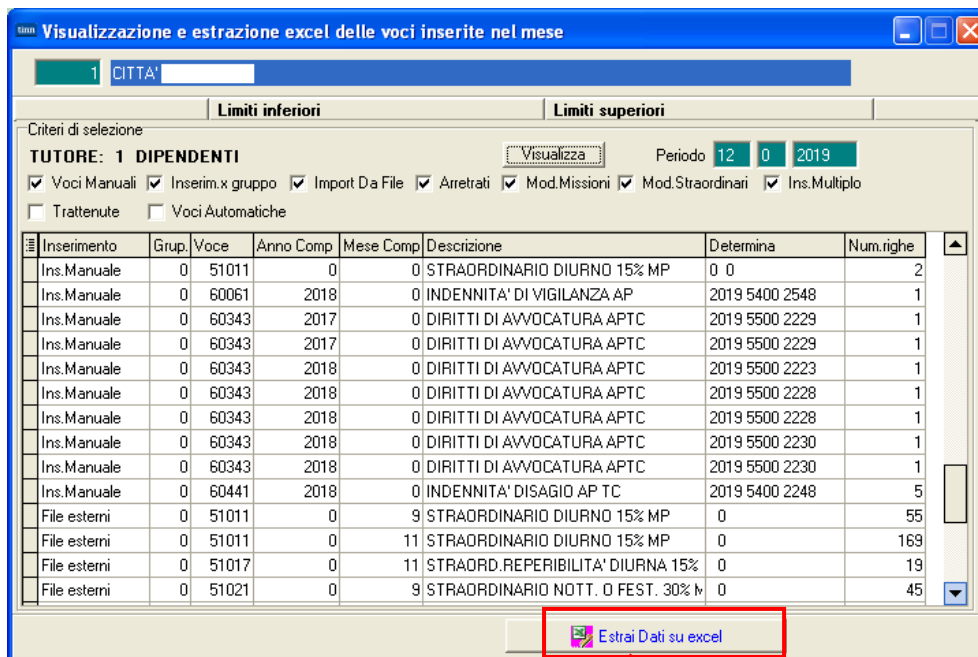 tinn Visualizzazione e estrazione excel delle voci inserite nel mese
1 CITTA'
Limiti inferiori Limiti superiori
Criteri di selezione
TUTORE: 1 DIPENDENTI Visualizza Periodo 12 0 2019
Voci Manuali Inserim.x gruppo Import Da File Arretrati Mod.Missioni Mod.Straordinari Ins.Multiplo
Trattenute Voci Automatiche
Inserimento Grup. Voce Anno Comp Mese Comp Descrizione Determina Num.righe
Ins.Manuale 0 51011 0 0 STRAORDINARIO DIURNO 15% MP 0 0 2
Ins.Manuale 0 60061 2018 0 INDENNITA' DI VIGILANZA AP 2019 5400 2548 1
Ins.Manuale 0 60343 2017 0 DIRITTI DI AVVOCATURA APTC 2019 5500 2229 1
Ins.Manuale 0 60343 2017 0 DIRITTI DI AVVOCATURA APTC 2019 5500 2229 1
Ins.Manuale 0 60343 2018 0 DIRITTI DI AVVOCATURA APTC 2019 5500 2223 1
Ins.Manuale 0 60343 2018 0 DIRITTI DI AVVOCATURA APTC 2019 5500 2228 1
Ins.Manuale 0 60343 2018 0 DIRITTI DI AVVOCATURA APTC 2019 5500 2228 1
Ins.Manuale 0 60343 2018 0 DIRITTI DI AVVOCATURA APTC 2019 5500 2230 1
Ins.Manuale 0 60343 2018 0 DIRITTI DI AVVOCATURA APTC 2019 5500 2230 1
Ins.Manuale 0 60441 2018 0 INDENNITA' DISAGIO AP TC 2019 5400 2248 5
File esterni 0 51011 0 9 STRAORDINARIO DIURNO 15% MP 0 55
File esterni 0 51011 0 11 STRAORDINARIO DIURNO 15% MP 0 169
File esterni 0 51017 0 11 STRAORD.REPERIBILITA' DIURNA 15% 0 19
File esterni 0 51021 0 9 STRAORDINARIO NOTT. O FEST. 30% 0 45
Estrai Dati su excel